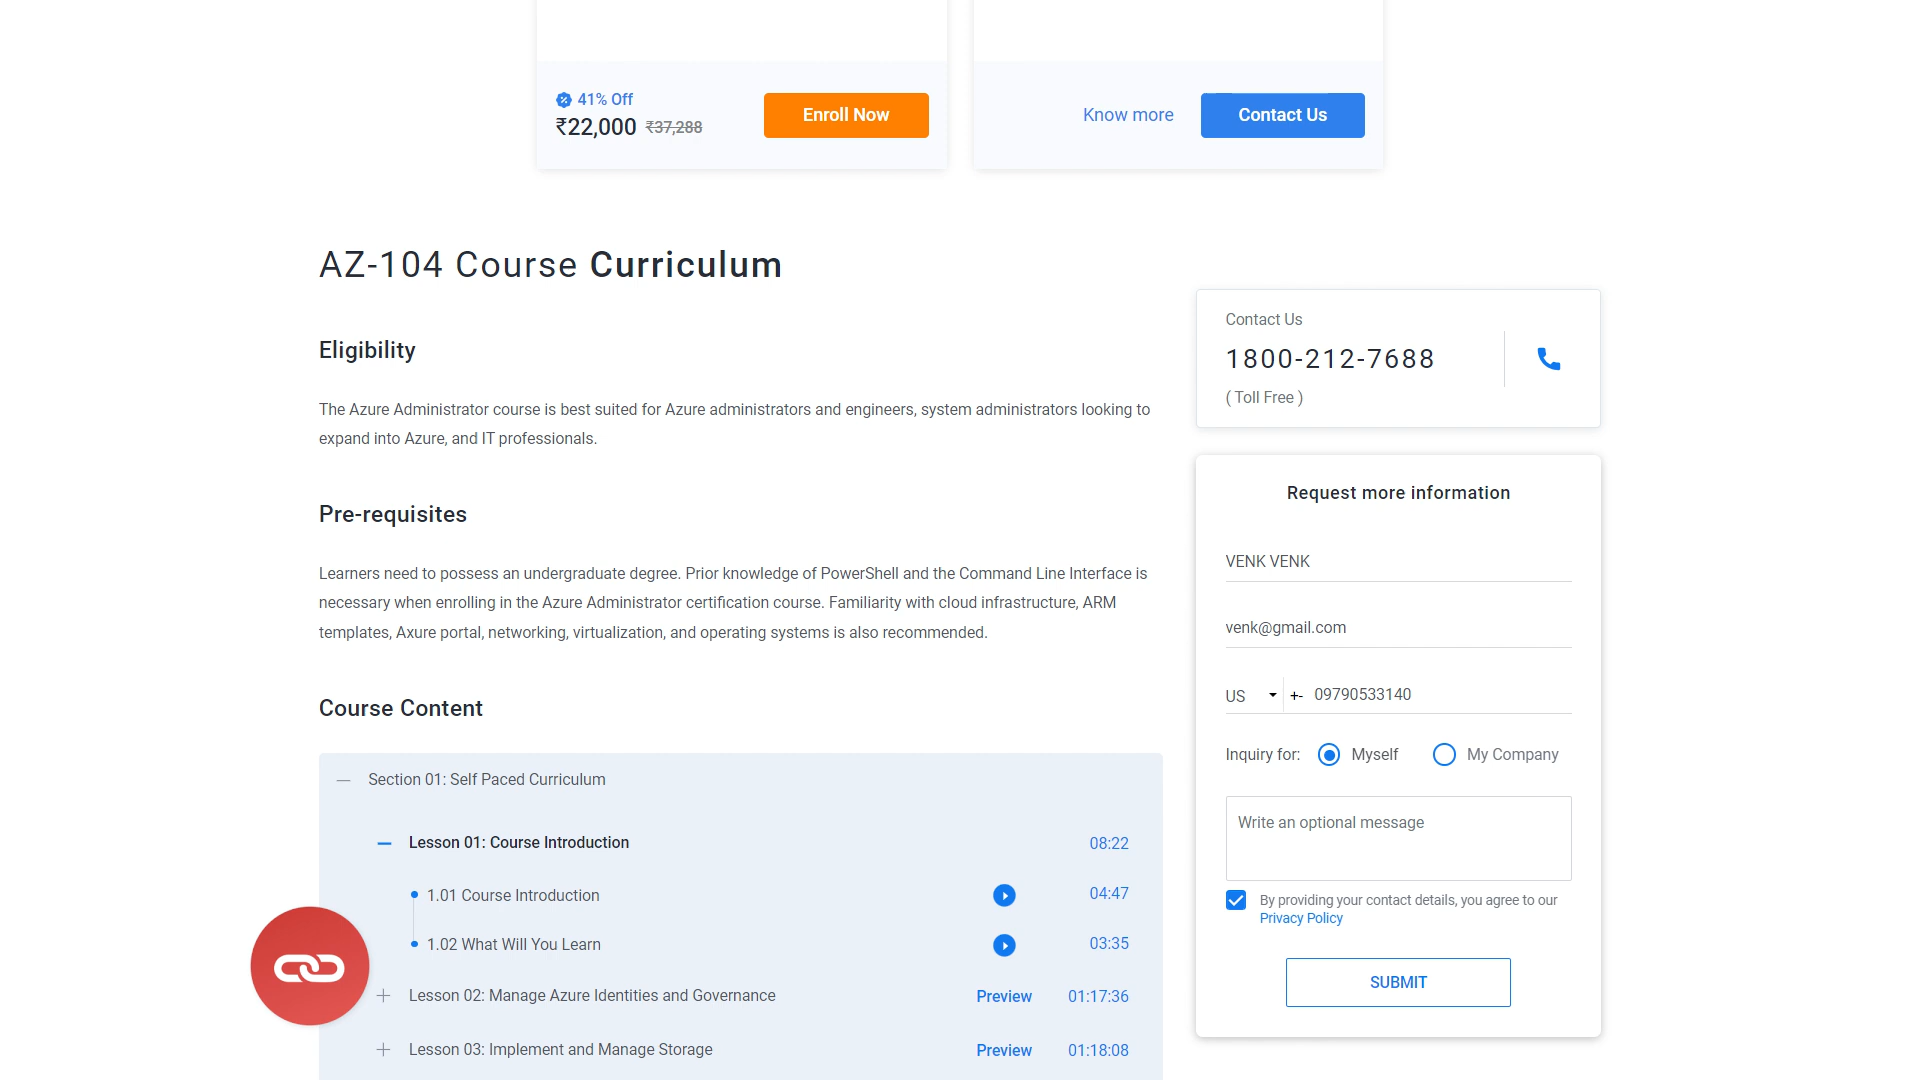 41% Off
₹22,000 ₹37,288
Enroll Now
Know more
Contact Us
AZ-104 Course Curriculum
Eligibility
The Azure Administrator course is best suited for Azure administrators and engineers, system administrators looking to
expand into Azure, and IT professionals.
Pre-requisites
Learners need to possess an undergraduate degree. Prior knowledge of PowerShell and the Command Line Interface is
necessary when enrolling in the Azure Administrator certification course. Familiarity with cloud infrastructure, ARM
templates, Axure portal, networking, virtualization, and operating systems is also recommended.
Course Content
Section 01: Self Paced Curriculum
Lesson 01: Course Introduction 08:22
1.01 Course Introduction 04:47
1.02 What Will You Learn 03:35
Lesson 02: Manage Azure Identities and Governance Preview 01:17:36
Lesson 03: Implement and Manage Storage Preview 01:18:08
Contact Us
1800-212-7688
( Toll Free )
Request more information
VENK VENK
venk@gmail.com
US +- 09790533140
Inquiry for: Myself My Company
Write an optional message
By providing your contact details, you agree to our
Privacy Policy
SUBMIT